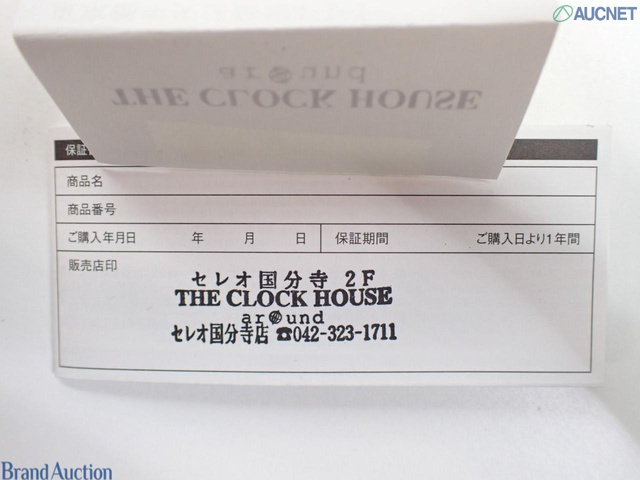 AUCNET
around
THE CLOCK HOUSE
保証
商品名
商品番号
ご購入年月日 年 月 日 保証期間 ご購入日より1年間
販売店印
セレオ国分寺 2F
THE CLOCK HOUSE
around
セレオ国分寺店 ☎042-323-1711
Brand Auction